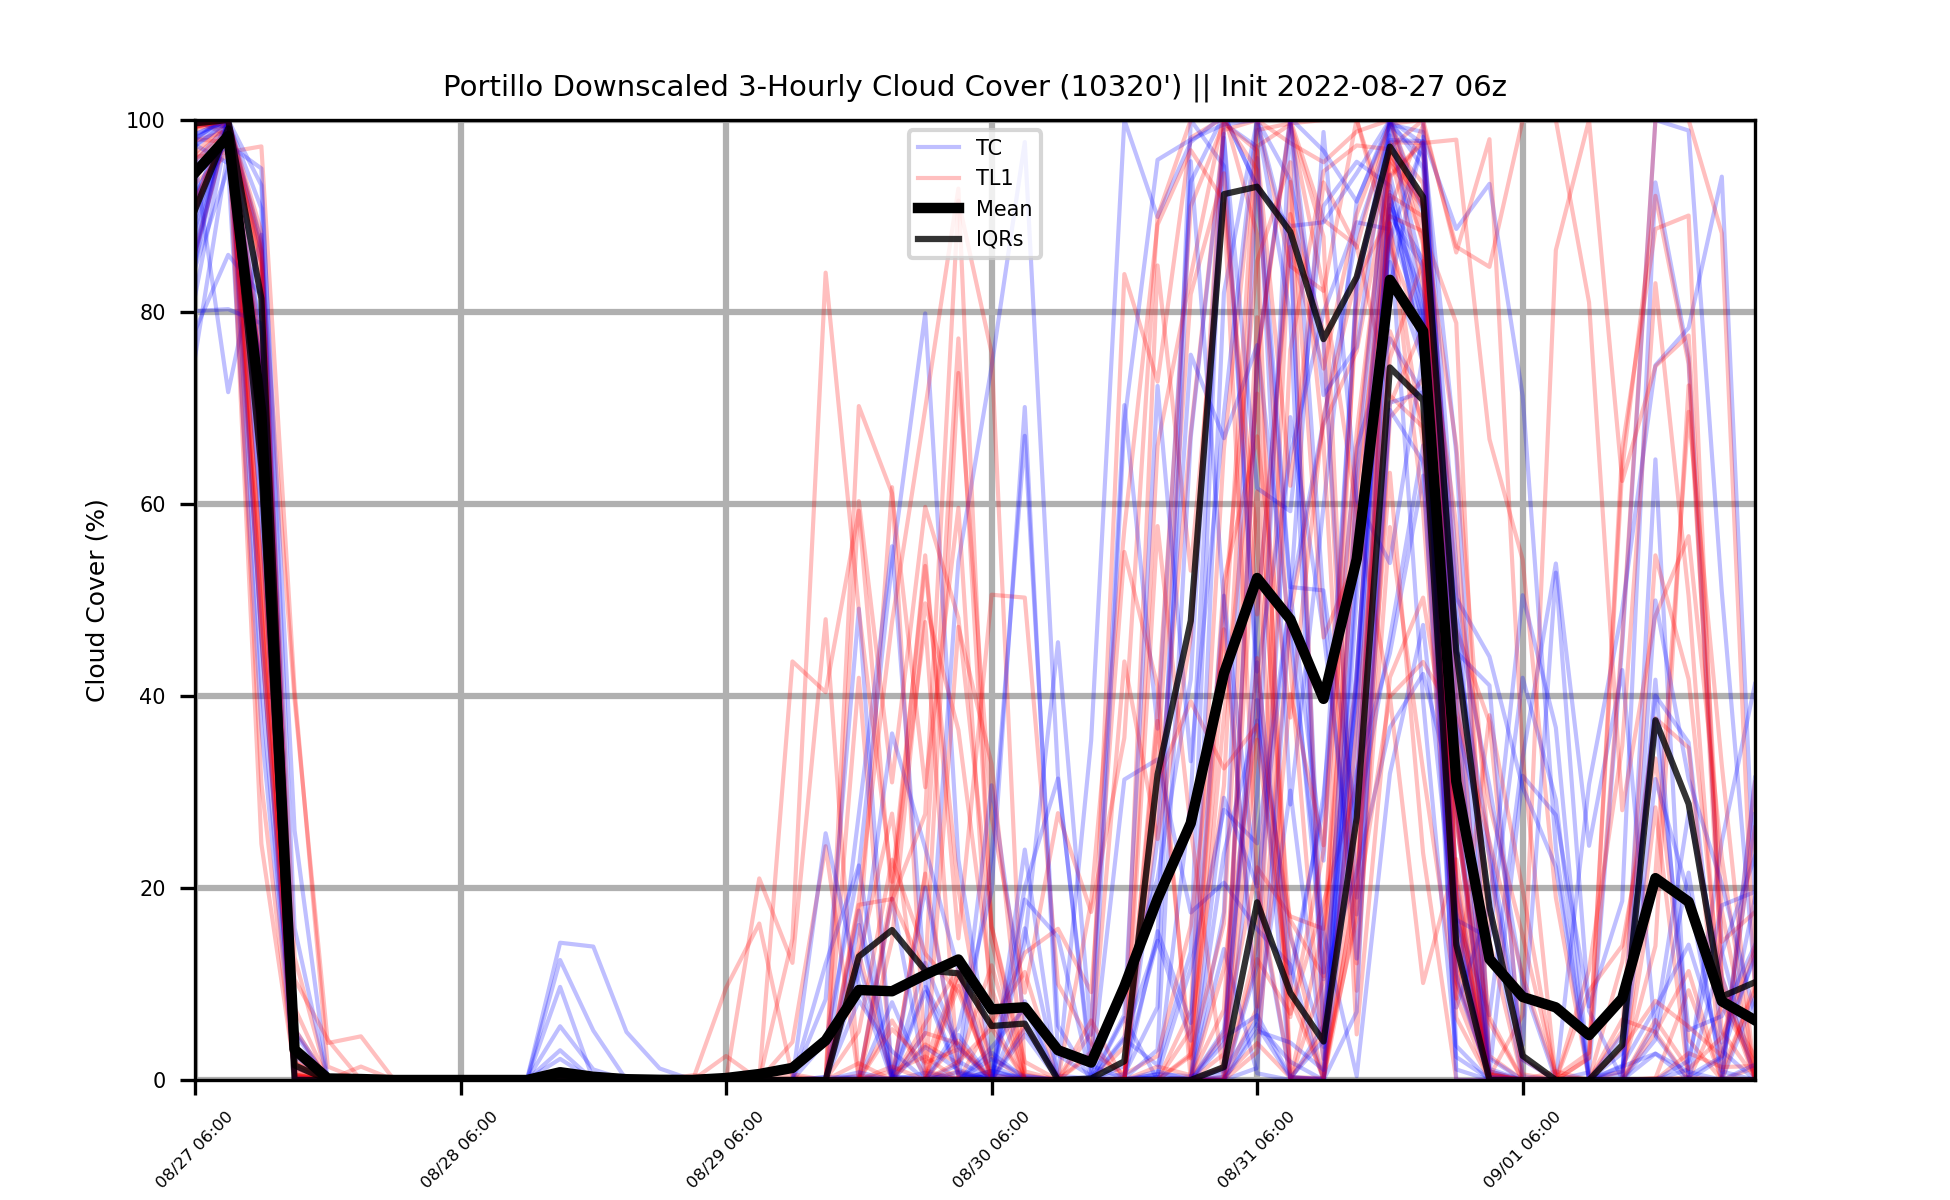 Portillo Downscaled 3-Hourly Cloud Cover (10320') || Init 2022-08-27 06z
TC
TL1
Mean
IQRs
Cloud Cover (%)
100
80
60
40
20
0
08/27 06:00
08/28 06:00
08/29 06:00
08/30 06:00
08/31 06:00
09/01 06:00